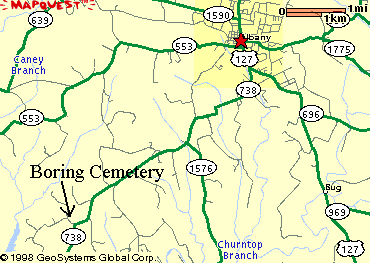 MAPQUEST
0
1mi
1km
639
1590
Albany
553
127
1775
Caney
Branch
738
553
696
Boring Cemetery
1576
Bug
969
738
Churntop
Branch
127
©1998 GeoSystems Global Corp.